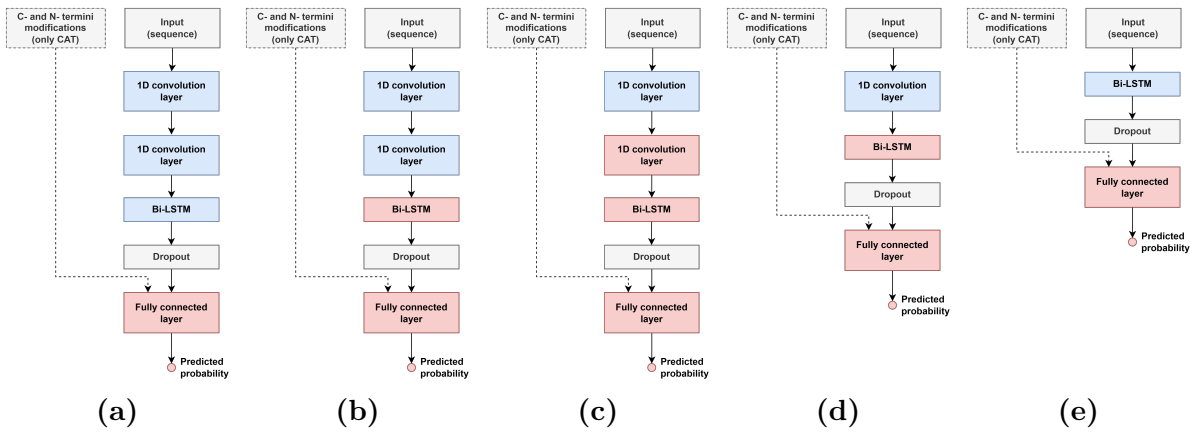 C- and N- termini
modifications
(only CAT)
Input
(sequence)
1D convolution
layer
1D convolution
layer
Bi-LSTM
Dropout
Fully connected
layer
Predicted
probability
(a)
C- and N- termini
modifications
(only CAT)
Input
(sequence)
1D convolution
layer
1D convolution
layer
Bi-LSTM
Dropout
Fully connected
layer
Predicted
probability
(b)
C- and N- termini
modifications
(only CAT)
Input
(sequence)
1D convolution
layer
1D convolution
layer
Bi-LSTM
Dropout
Fully connected
layer
Predicted
probability
(c)
C- and N- termini
modifications
(only CAT)
Input
(sequence)
1D convolution
layer
Bi-LSTM
Dropout
Fully connected
layer
Predicted
probability
(d)
C- and N- termini
modifications
(only CAT)
Input
(sequence)
Bi-LSTM
Dropout
Fully connected
layer
Predicted
probability
(e)